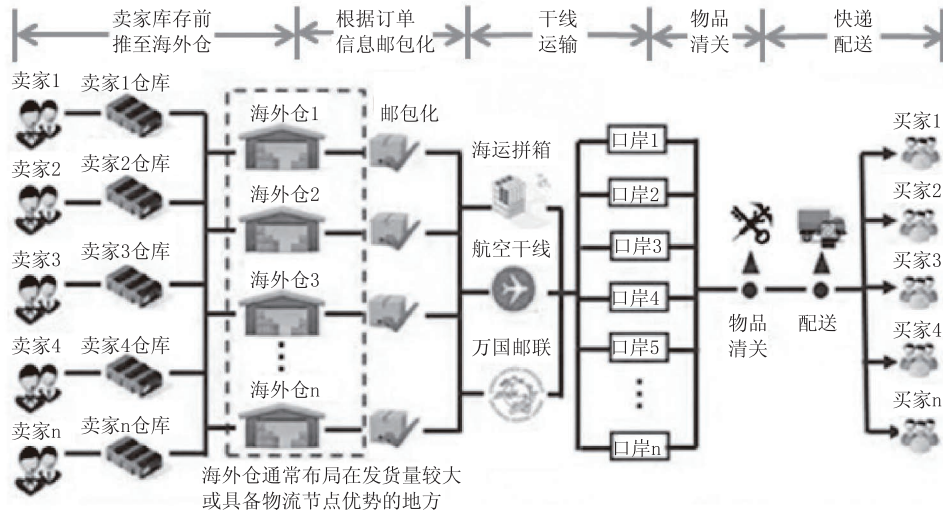 卖家库存前
推至海外仓
根据订单
信息邮包化
干线
运输
物品
清关
快递
配送
卖家1
卖家1仓库
卖家2
卖家2仓库
卖家3
卖家3仓库
卖家4
卖家4仓库
卖家n
卖家n仓库
海外仓1
海外仓2
海外仓3
海外仓n
邮包化
海运拼箱
航空干线
万国邮联
口岸1
口岸2
口岸3
口岸4
口岸5
口岸n
物品
清关
配送
买家1
买家2
买家3
买家4
买家n
海外仓通常布局在发货量较大
或具备物流节点优势的地方